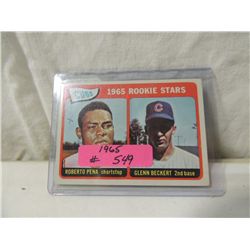 CUBS
1965 ROOKIE STARS
C
1965
# 549
ROBERTO PENA shortstop
GLENN BECKERT 2nd base